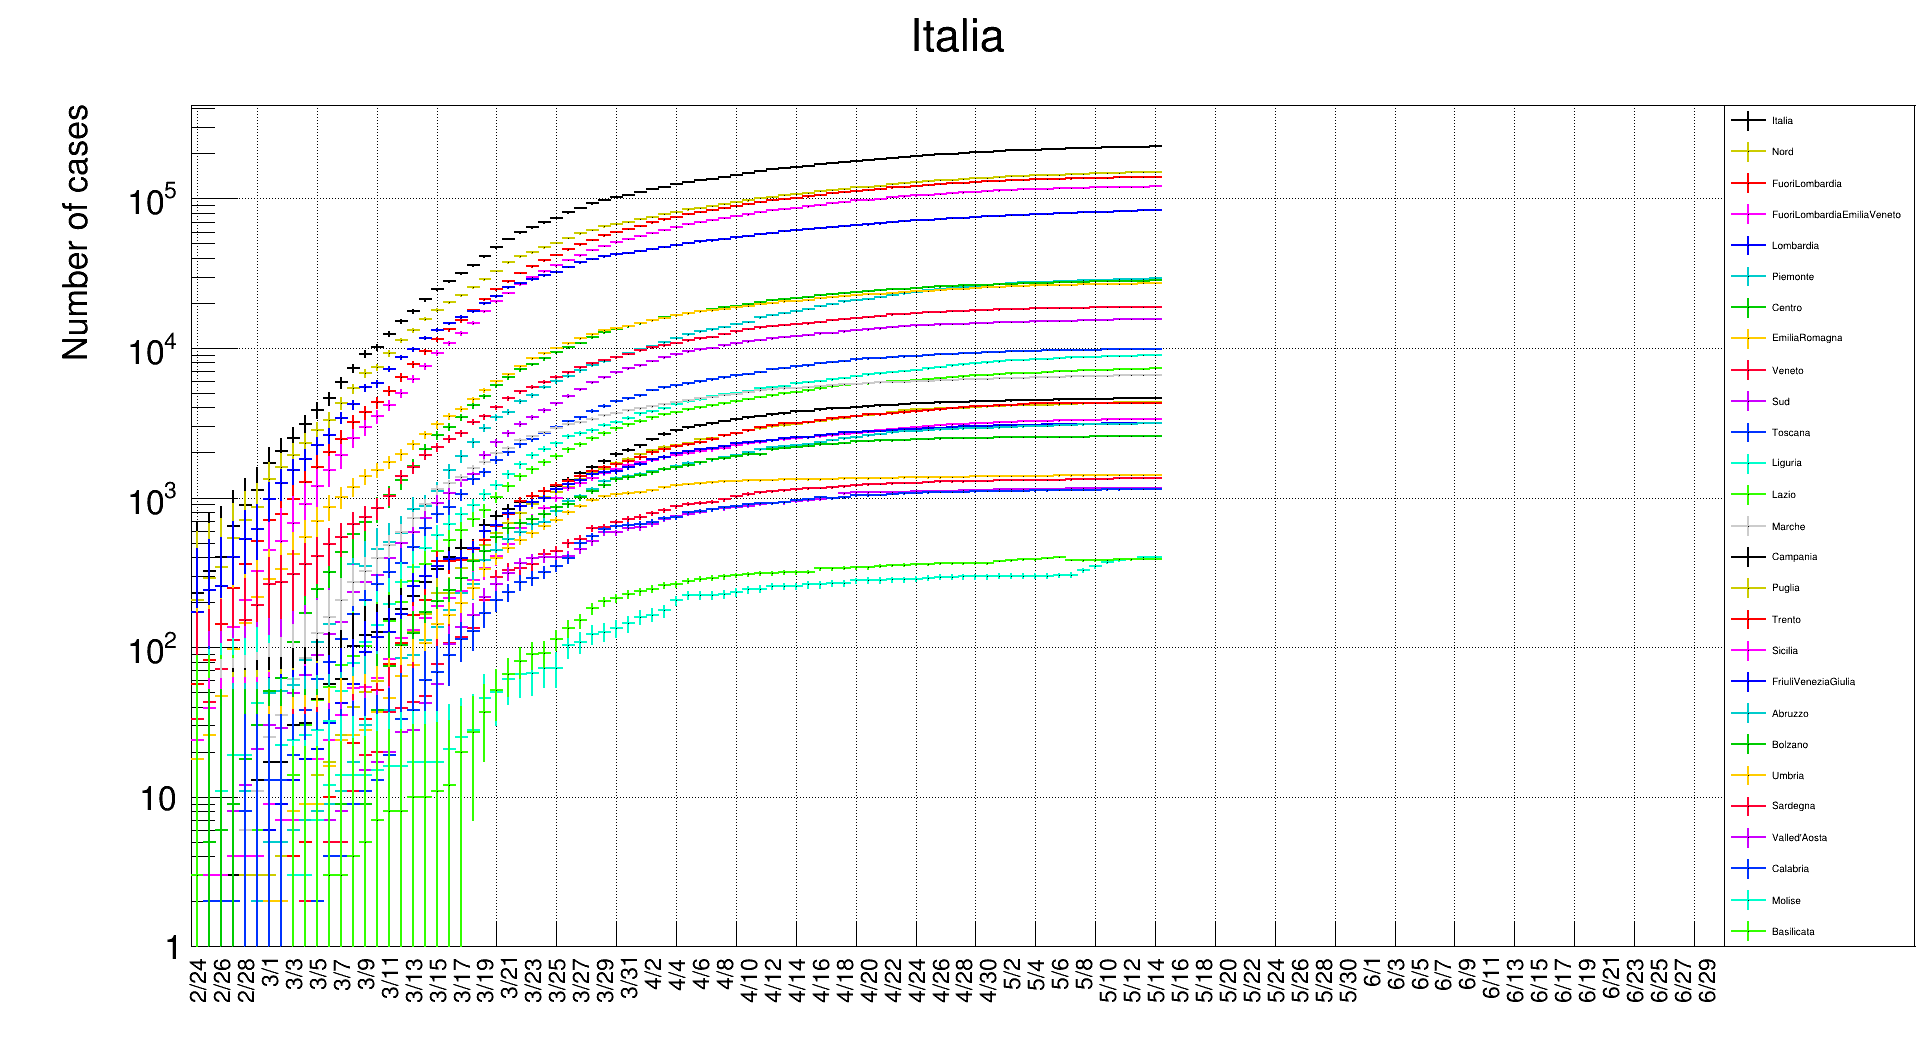 Italia
Number of cases
10^5
10^4
10^3
10^2
10
1
2/24
2/26
2/28
3/1
3/3
3/5
3/7
3/9
3/11
3/13
3/15
3/17
3/19
3/21
3/23
3/25
3/27
3/29
3/31
4/2
4/4
4/6
4/8
4/10
4/12
4/14
4/16
4/18
4/20
4/22
4/24
4/26
4/28
4/30
5/2
5/4
5/6
5/8
5/10
5/12
5/14
5/16
5/18
5/20
5/22
5/24
5/26
5/28
5/30
6/1
6/3
6/5
6/7
6/9
6/11
6/13
6/15
6/17
6/19
6/21
6/23
6/25
6/27
6/29
Italia
Nord
FuoriLombardia
FuoriLombardiaEmiliaVeneto
Lombardia
Piemonte
Centro
EmiliaRomagna
Veneto
Sud
Toscana
Liguria
Lazio
Marche
Campania
Puglia
Trento
Sicilia
FriuliVeneziaGiulia
Abruzzo
Bolzano
Umbria
Sardegna
Valled'Aosta
Calabria
Molise
Basilicata